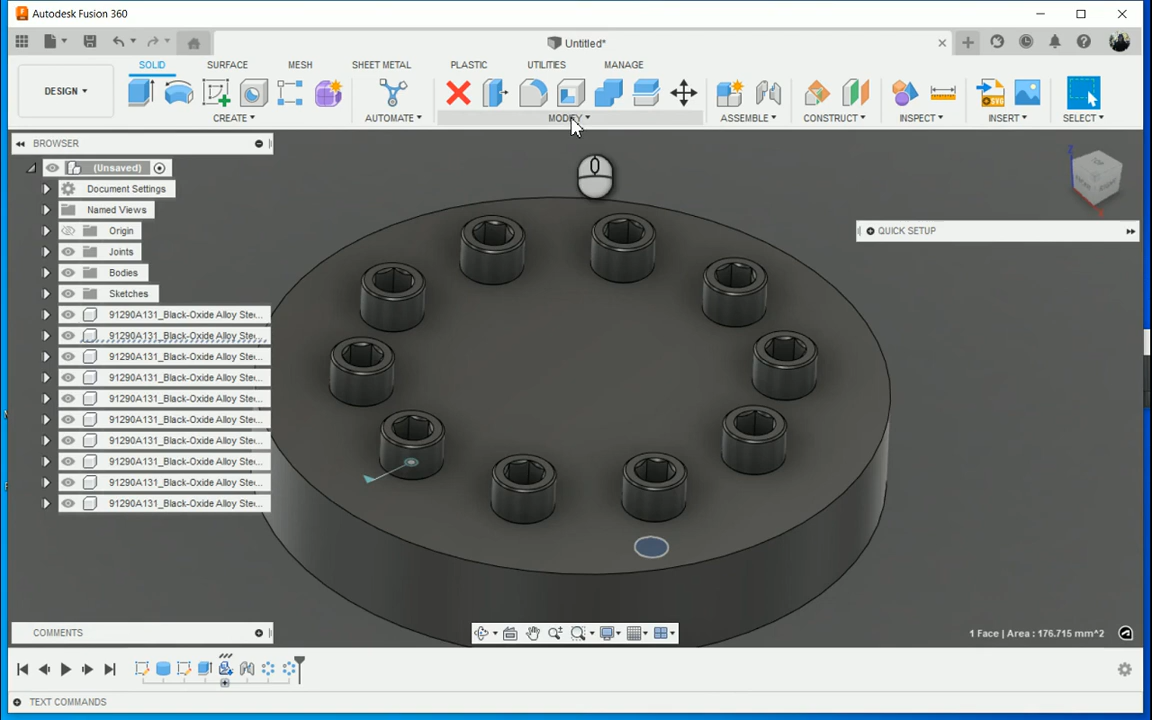 Autodesk Fusion 360
Untitled*
SOLID SURFACE MESH SHEET METAL PLASTIC UTILITIES MANAGE
DESIGN
CREATE AUTOMATE MODIFY ASSEMBLE CONSTRUCT INSPECT INSERT SELECT
BROWSER
(Unsaved)
Document Settings
Named Views
Origin
Joints
Bodies
Sketches
91290A131_Black-Oxide Alloy Ste...
91290A131_Black-Oxide Alloy Ste...
91290A131_Black-Oxide Alloy Ste...
91290A131_Black-Oxide Alloy Ste...
91290A131_Black-Oxide Alloy Ste...
91290A131_Black-Oxide Alloy Ste...
91290A131_Black-Oxide Alloy Ste...
91290A131_Black-Oxide Alloy Ste...
91290A131_Black-Oxide Alloy Ste...
91290A131_Black-Oxide Alloy Ste...
0
Z
TOP
RIGHT
QUICK SETUP
COMMENTS
1 Face | Area : 176.715 mm^2
TEXT COMMANDS